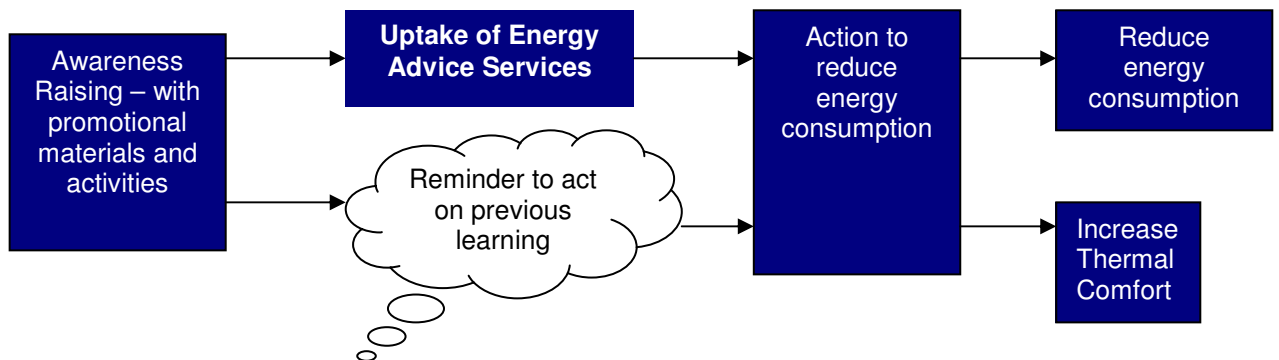 Awareness
Raising – with
promotional
materials and
activities
Uptake of Energy
Advice Services
Reminder to act
on previous
learning
Action to
reduce
energy
consumption
Reduce
energy
consumption
Increase
Thermal
Comfort